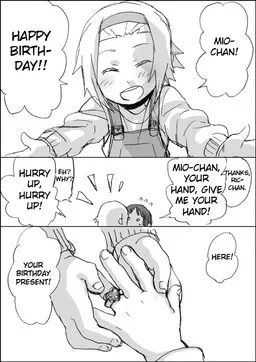 MIO-
CHAN!
HAPPY
BIRTH-
DAY!!
THANKS,
RIC-
CHAN.
MIO-CHAN,
YOUR
HAND, GIVE
ME YOUR
HAND!
EH?
WHY?
HURRY
UP,
HURRY
UP!
HERE!
YOUR
BIRTHDAY
PRESENT!